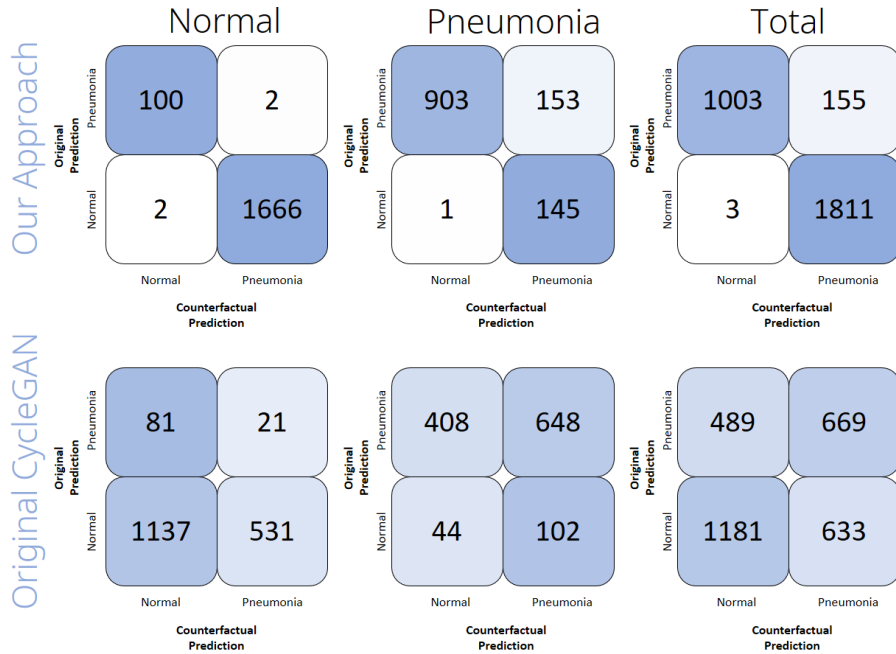 Normal
Pneumonia
Total
Our Approach
Original
Prediction
Pneumonia
Normal
100
2
2
1666
Normal
Pneumonia
Counterfactual
Prediction
Original
Prediction
Pneumonia
Normal
903
153
1
145
Normal
Pneumonia
Counterfactual
Prediction
Original
Prediction
Pneumonia
Normal
1003
155
3
1811
Normal
Pneumonia
Counterfactual
Prediction
Original CycleGAN
Original
Prediction
Pneumonia
Normal
81
21
1137
531
Normal
Pneumonia
Counterfactual
Prediction
Original
Prediction
Pneumonia
Normal
408
648
44
102
Normal
Pneumonia
Counterfactual
Prediction
Original
Prediction
Pneumonia
Normal
489
669
1181
633
Normal
Pneumonia
Counterfactual
Prediction